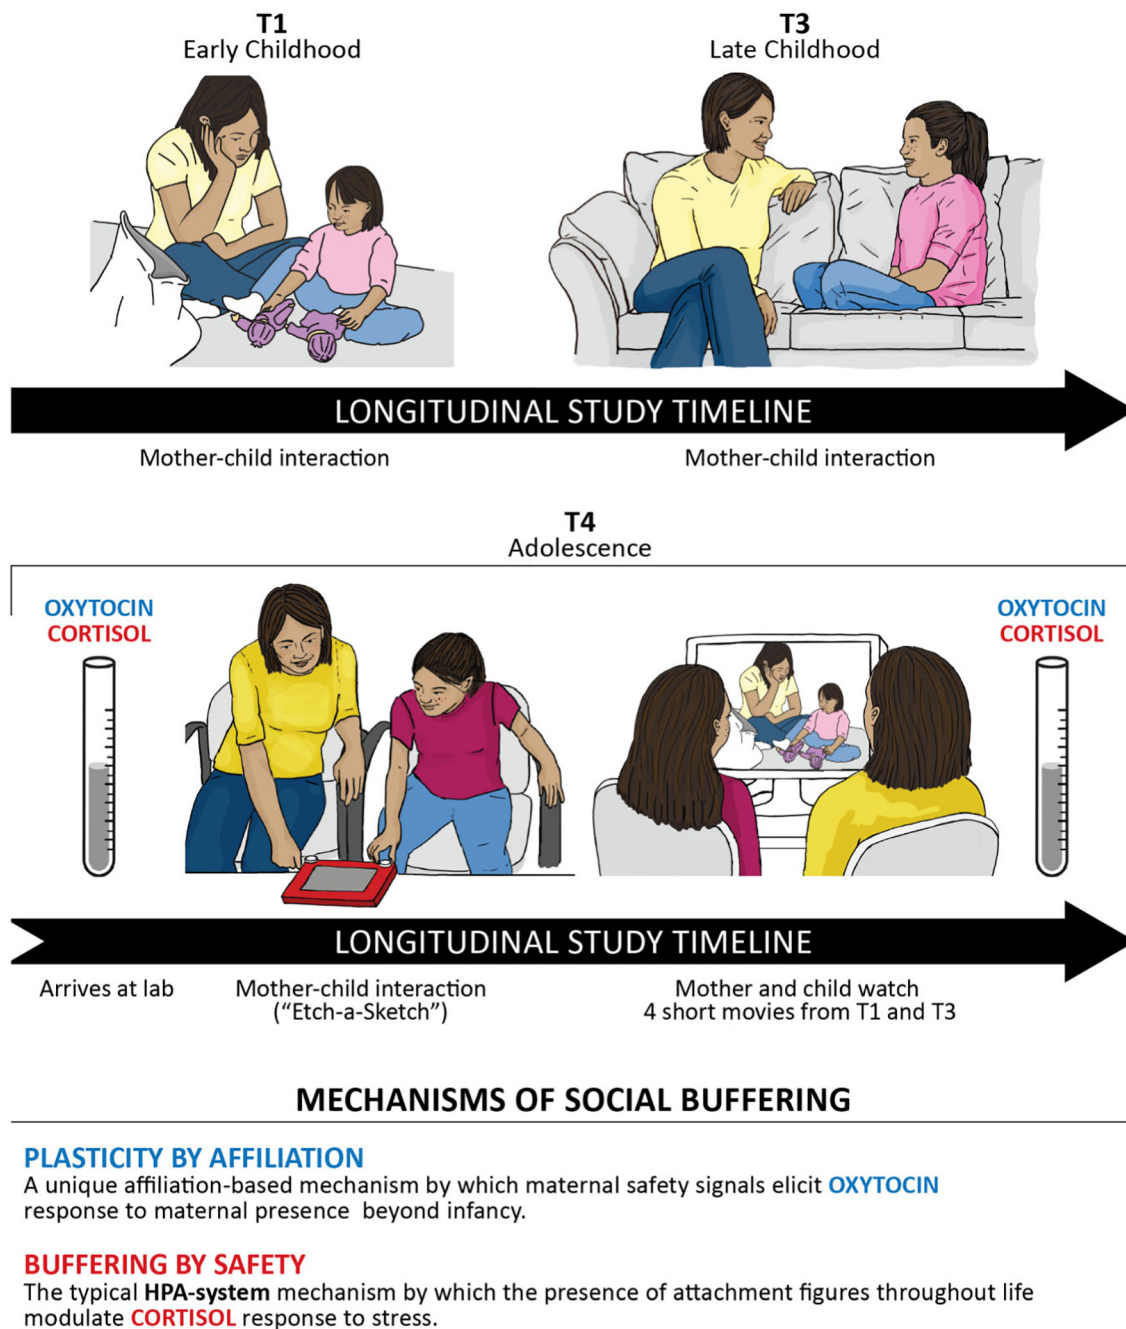 T1
Early Childhood
T3
Late Childhood
LONGITUDINAL STUDY TIMELINE
Mother-child interaction
Mother-child interaction
T4
Adolescence
OXYTOCIN
CORTISOL
OXYTOCIN
CORTISOL
LONGITUDINAL STUDY TIMELINE
Arrives at lab
Mother-child interaction
(“Etch-a-Sketch”)
Mother and child watch
4 short movies from T1 and T3
MECHANISMS OF SOCIAL BUFFERING
PLASTICITY BY AFFILIATION
A unique affiliation-based mechanism by which maternal safety signals elicit OXYTOCIN
response to maternal presence beyond infancy.
BUFFERING BY SAFETY
The typical HPA-system mechanism by which the presence of attachment figures throughout life
modulate CORTISOL response to stress.